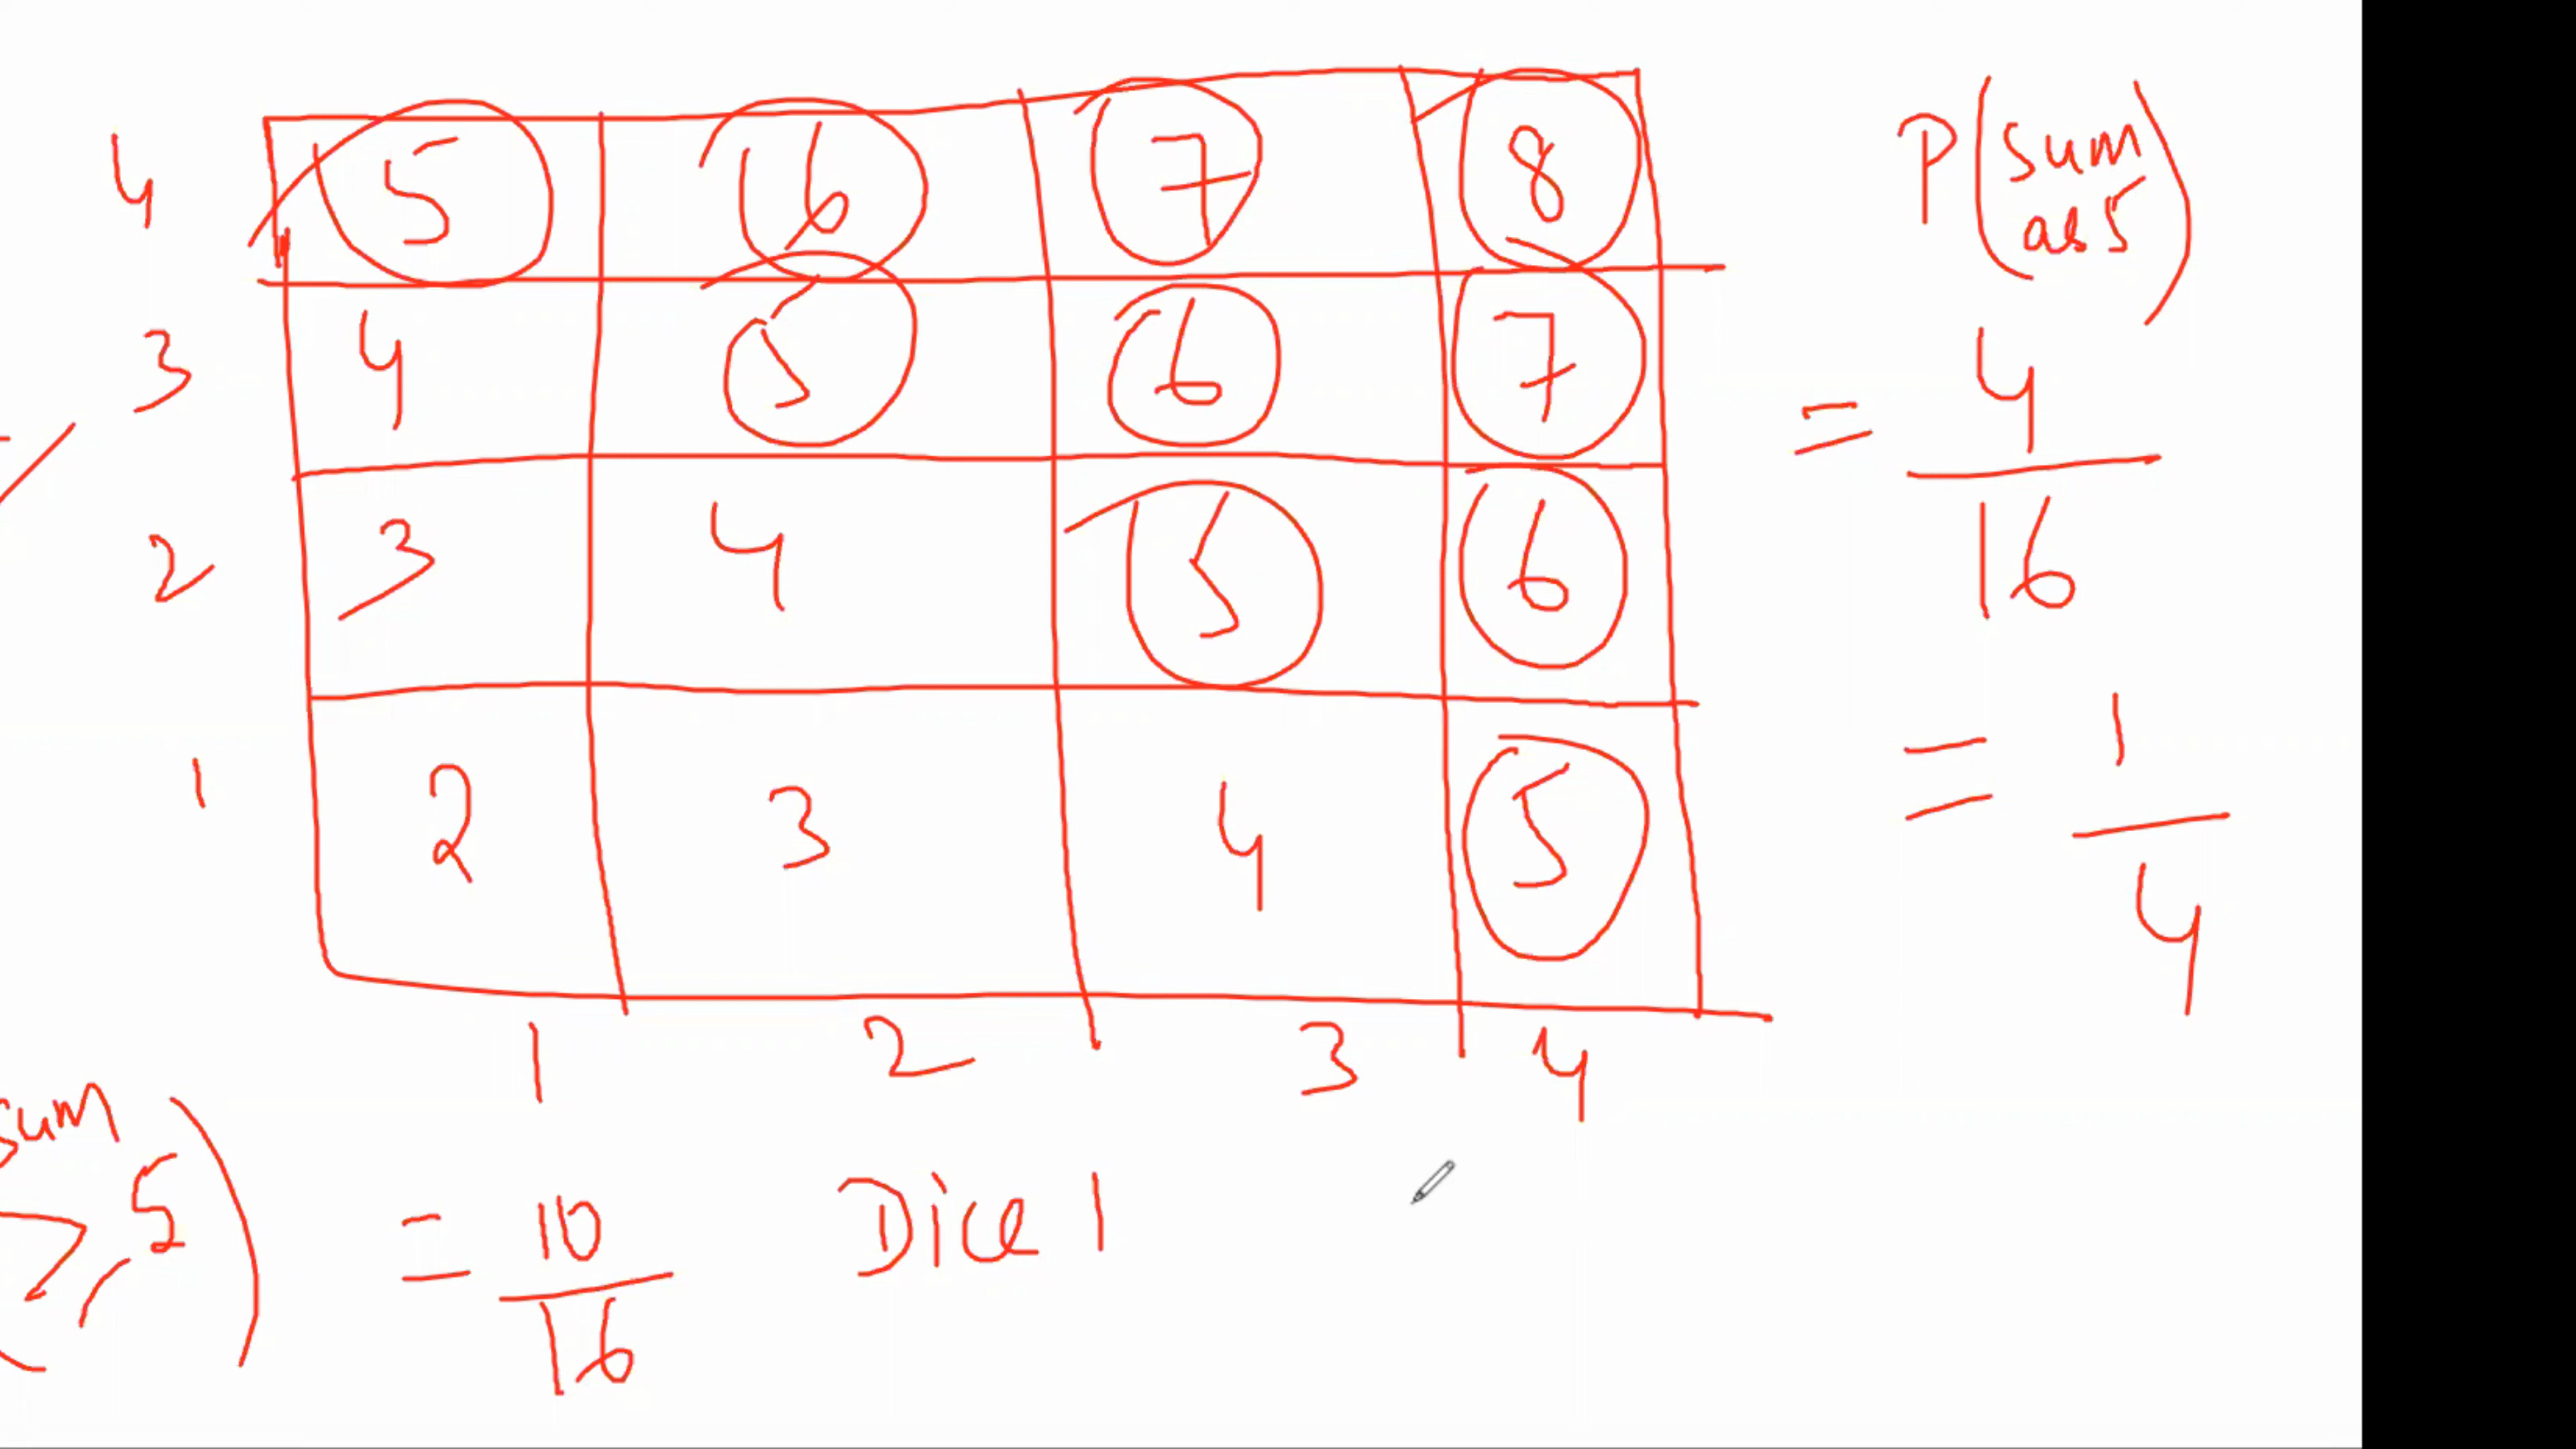 4 5 6 7 8
3 4 5 6 7
2 3 4 5 6
1 2 3 4 5
1 2 3 4
Dice 1
P(sum as 5)
= 4/16
= 1/4
sum
≥ 5) = 10/16